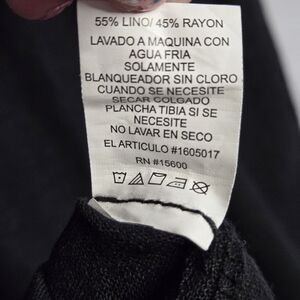 55% LINO/ 45% RAYON
LAVADO A MAQUINA CON
AGUA FRIA
SOLAMENTE
BLANQUEADOR SIN CLORO
CUANDO SE NECESITE
SECAR COLGADO
PLANCHA TIBIA SI SE
NECESITE
NO LAVAR EN SECO
EL ARTICULO #1605017
RN #15600